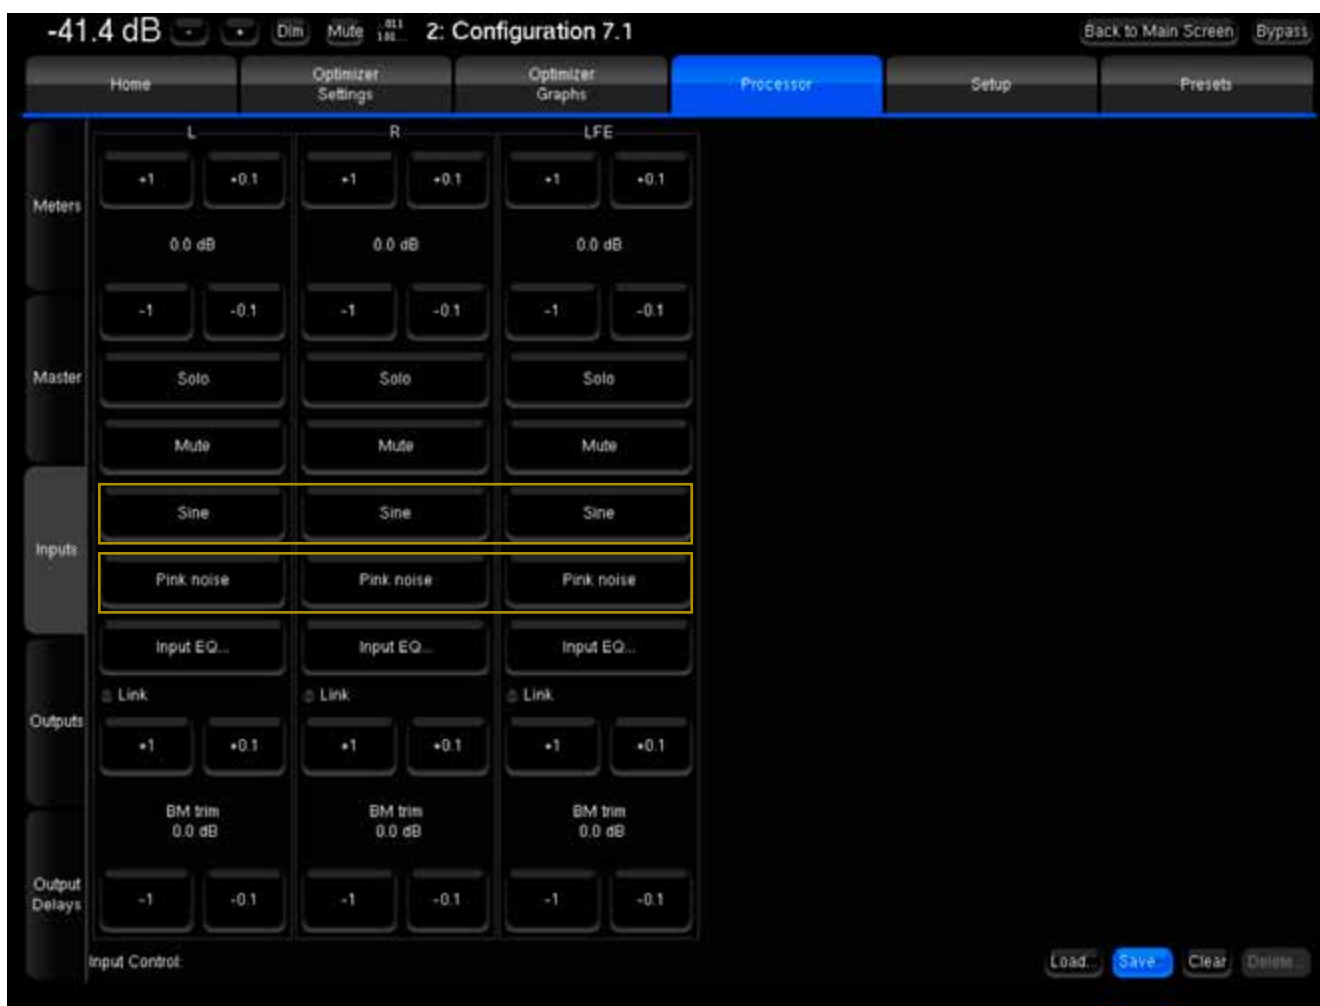 -41.4 dB - + Dim Mute 2: Configuration 7.1 Back to Main Screen Bypass
Home Optimizer Settings Optimizer Graphs Processor Setup Presets
L R LFE
+1 +0.1 +1 +0.1 +1 +0.1
Meters
0.0 dB 0.0 dB 0.0 dB
-1 -0.1 -1 -0.1 -1 -0.1
Master Solo Solo Solo
Mute Mute Mute
Sine Sine Sine
Inputs
Pink noise Pink noise Pink noise
Input EQ... Input EQ... Input EQ...
Link Link Link
Outputs
+1 +0.1 +1 +0.1 +1 +0.1
BM trim BM trim BM trim
0.0 dB 0.0 dB 0.0 dB
Output
Delays -1 -0.1 -1 -0.1 -1 -0.1
Input Control: Load... Save... Clear Delete...